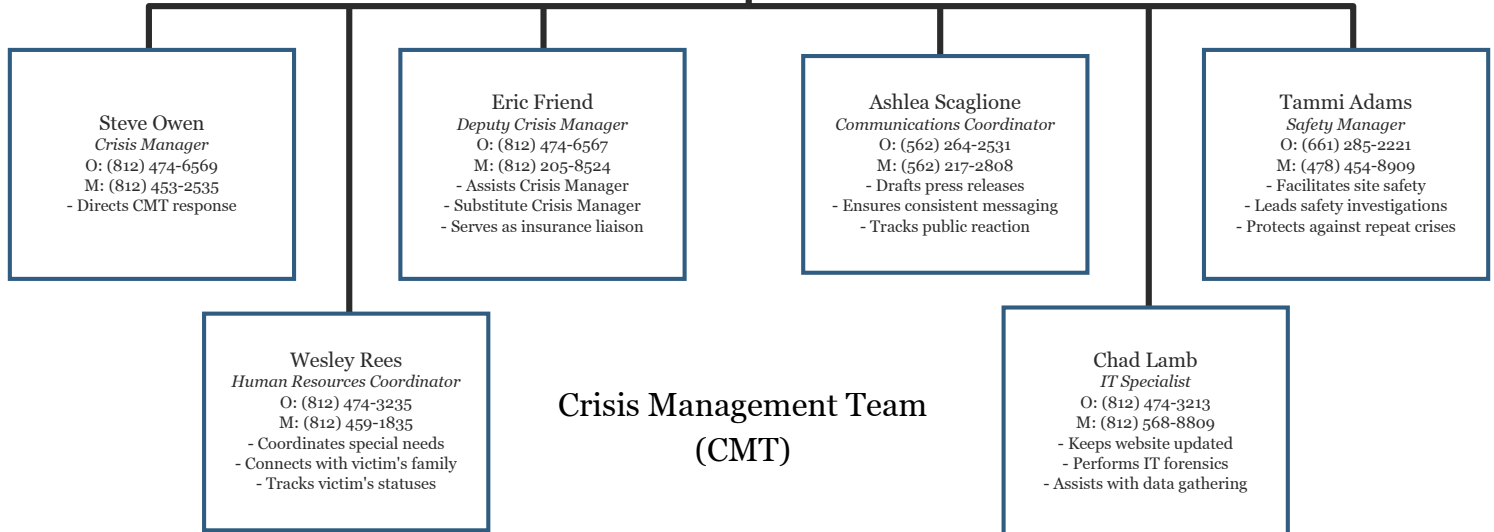 Steve Owen
Crisis Manager
O: (812) 474-6569
M: (812) 453-2535
- Directs CMT response
Eric Friend
Deputy Crisis Manager
O: (812) 474-6567
M: (812) 205-8524
- Assists Crisis Manager
- Substitute Crisis Manager
- Serves as insurance liaison
Ashlea Scaglione
Communications Coordinator
O: (562) 264-2531
M: (562) 217-2808
- Drafts press releases
- Ensures consistent messaging
- Tracks public reaction
Tammi Adams
Safety Manager
O: (661) 285-2221
M: (478) 454-8909
- Facilitates site safety
- Leads safety investigations
- Protects against repeat crises
Wesley Rees
Human Resources Coordinator
O: (812) 474-3235
M: (812) 459-1835
- Coordinates special needs
- Connects with victim's family
- Tracks victim's statuses
Crisis Management Team
(CMT)
Chad Lamb
IT Specialist
O: (812) 474-3213
M: (812) 568-8809
- Keeps website updated
- Performs IT forensics
- Assists with data gathering